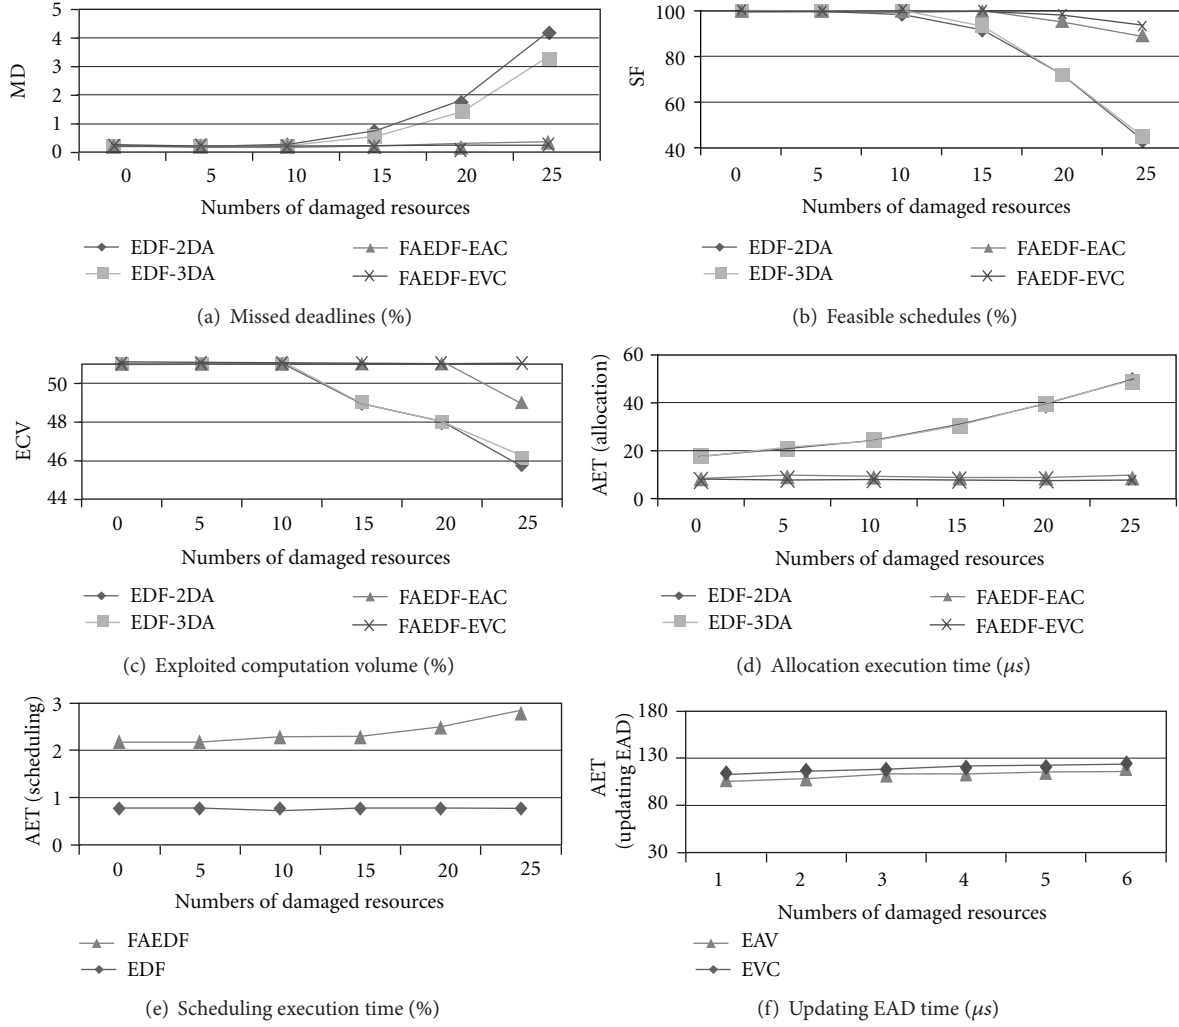 5
4
3
2
1
0
MD
0 5 10 15 20 25
Numbers of damaged resources
EDF-2DA
EDF-3DA
FAEDF-EAC
FAEDF-EVC
(a) Missed deadlines (%)
100
80
60
40
SF
0 5 10 15 20 25
Numbers of damaged resources
EDF-2DA
EDF-3DA
FAEDF-EAC
FAEDF-EVC
(b) Feasible schedules (%)
50
48
46
44
ECV
0 5 10 15 20 25
Numbers of damaged resources
EDF-2DA
EDF-3DA
FAEDF-EAC
FAEDF-EVC
(c) Exploited computation volume (%)
60
40
20
0
AET (allocation)
0 5 10 15 20 25
Numbers of damaged resources
EDF-2DA
EDF-3DA
FAEDF-EAC
FAEDF-EVC
(d) Allocation execution time (μs)
3
2
1
0
AET (scheduling)
0 5 10 15 20 25
Numbers of damaged resources
FAEDF
EDF
(e) Scheduling execution time (%)
180
130
80
30
AET
(updating EAD)
1 2 3 4 5 6
Numbers of damaged resources
EAV
EVC
(f) Updating EAD time (μs)